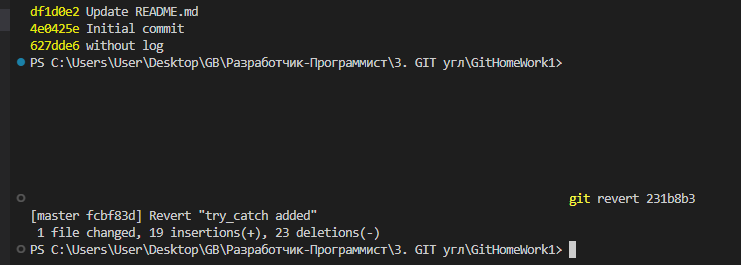 df1d0e2 Update README.md
4e0425e Initial commit
627dde6 without log
PS C:\Users\User\Desktop\GB\Разработчик-Программист\3. GIT угл\GitHomeWork1>
git revert 231b8b3
[master fcbf83d] Revert "try_catch added"
1 file changed, 19 insertions(+), 23 deletions(-)
PS C:\Users\User\Desktop\GB\Разработчик-Программист\3. GIT угл\GitHomeWork1>